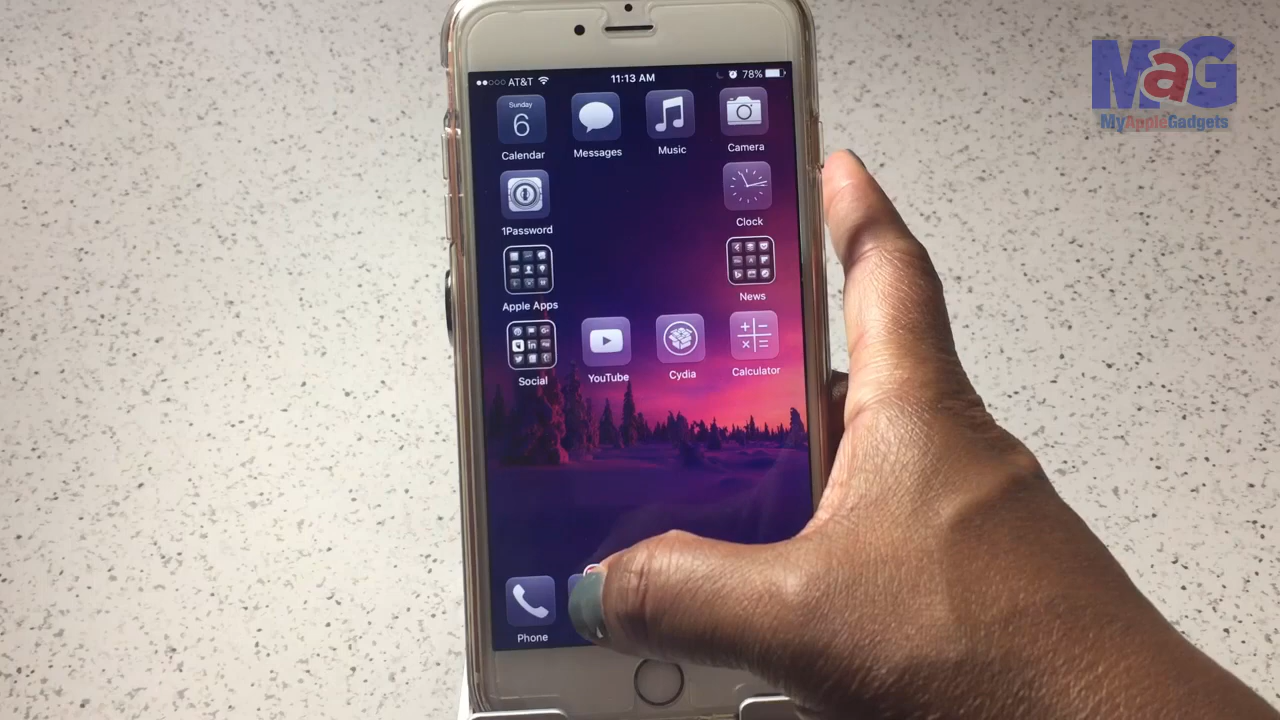 AT&T
11:13 AM
78%
MaG
MyAppleGadgets
Sunday
6
Calendar
Messages
Music
Camera
1Password
Clock
Apple Apps
News
Social
YouTube
Cydia
Calculator
Phone